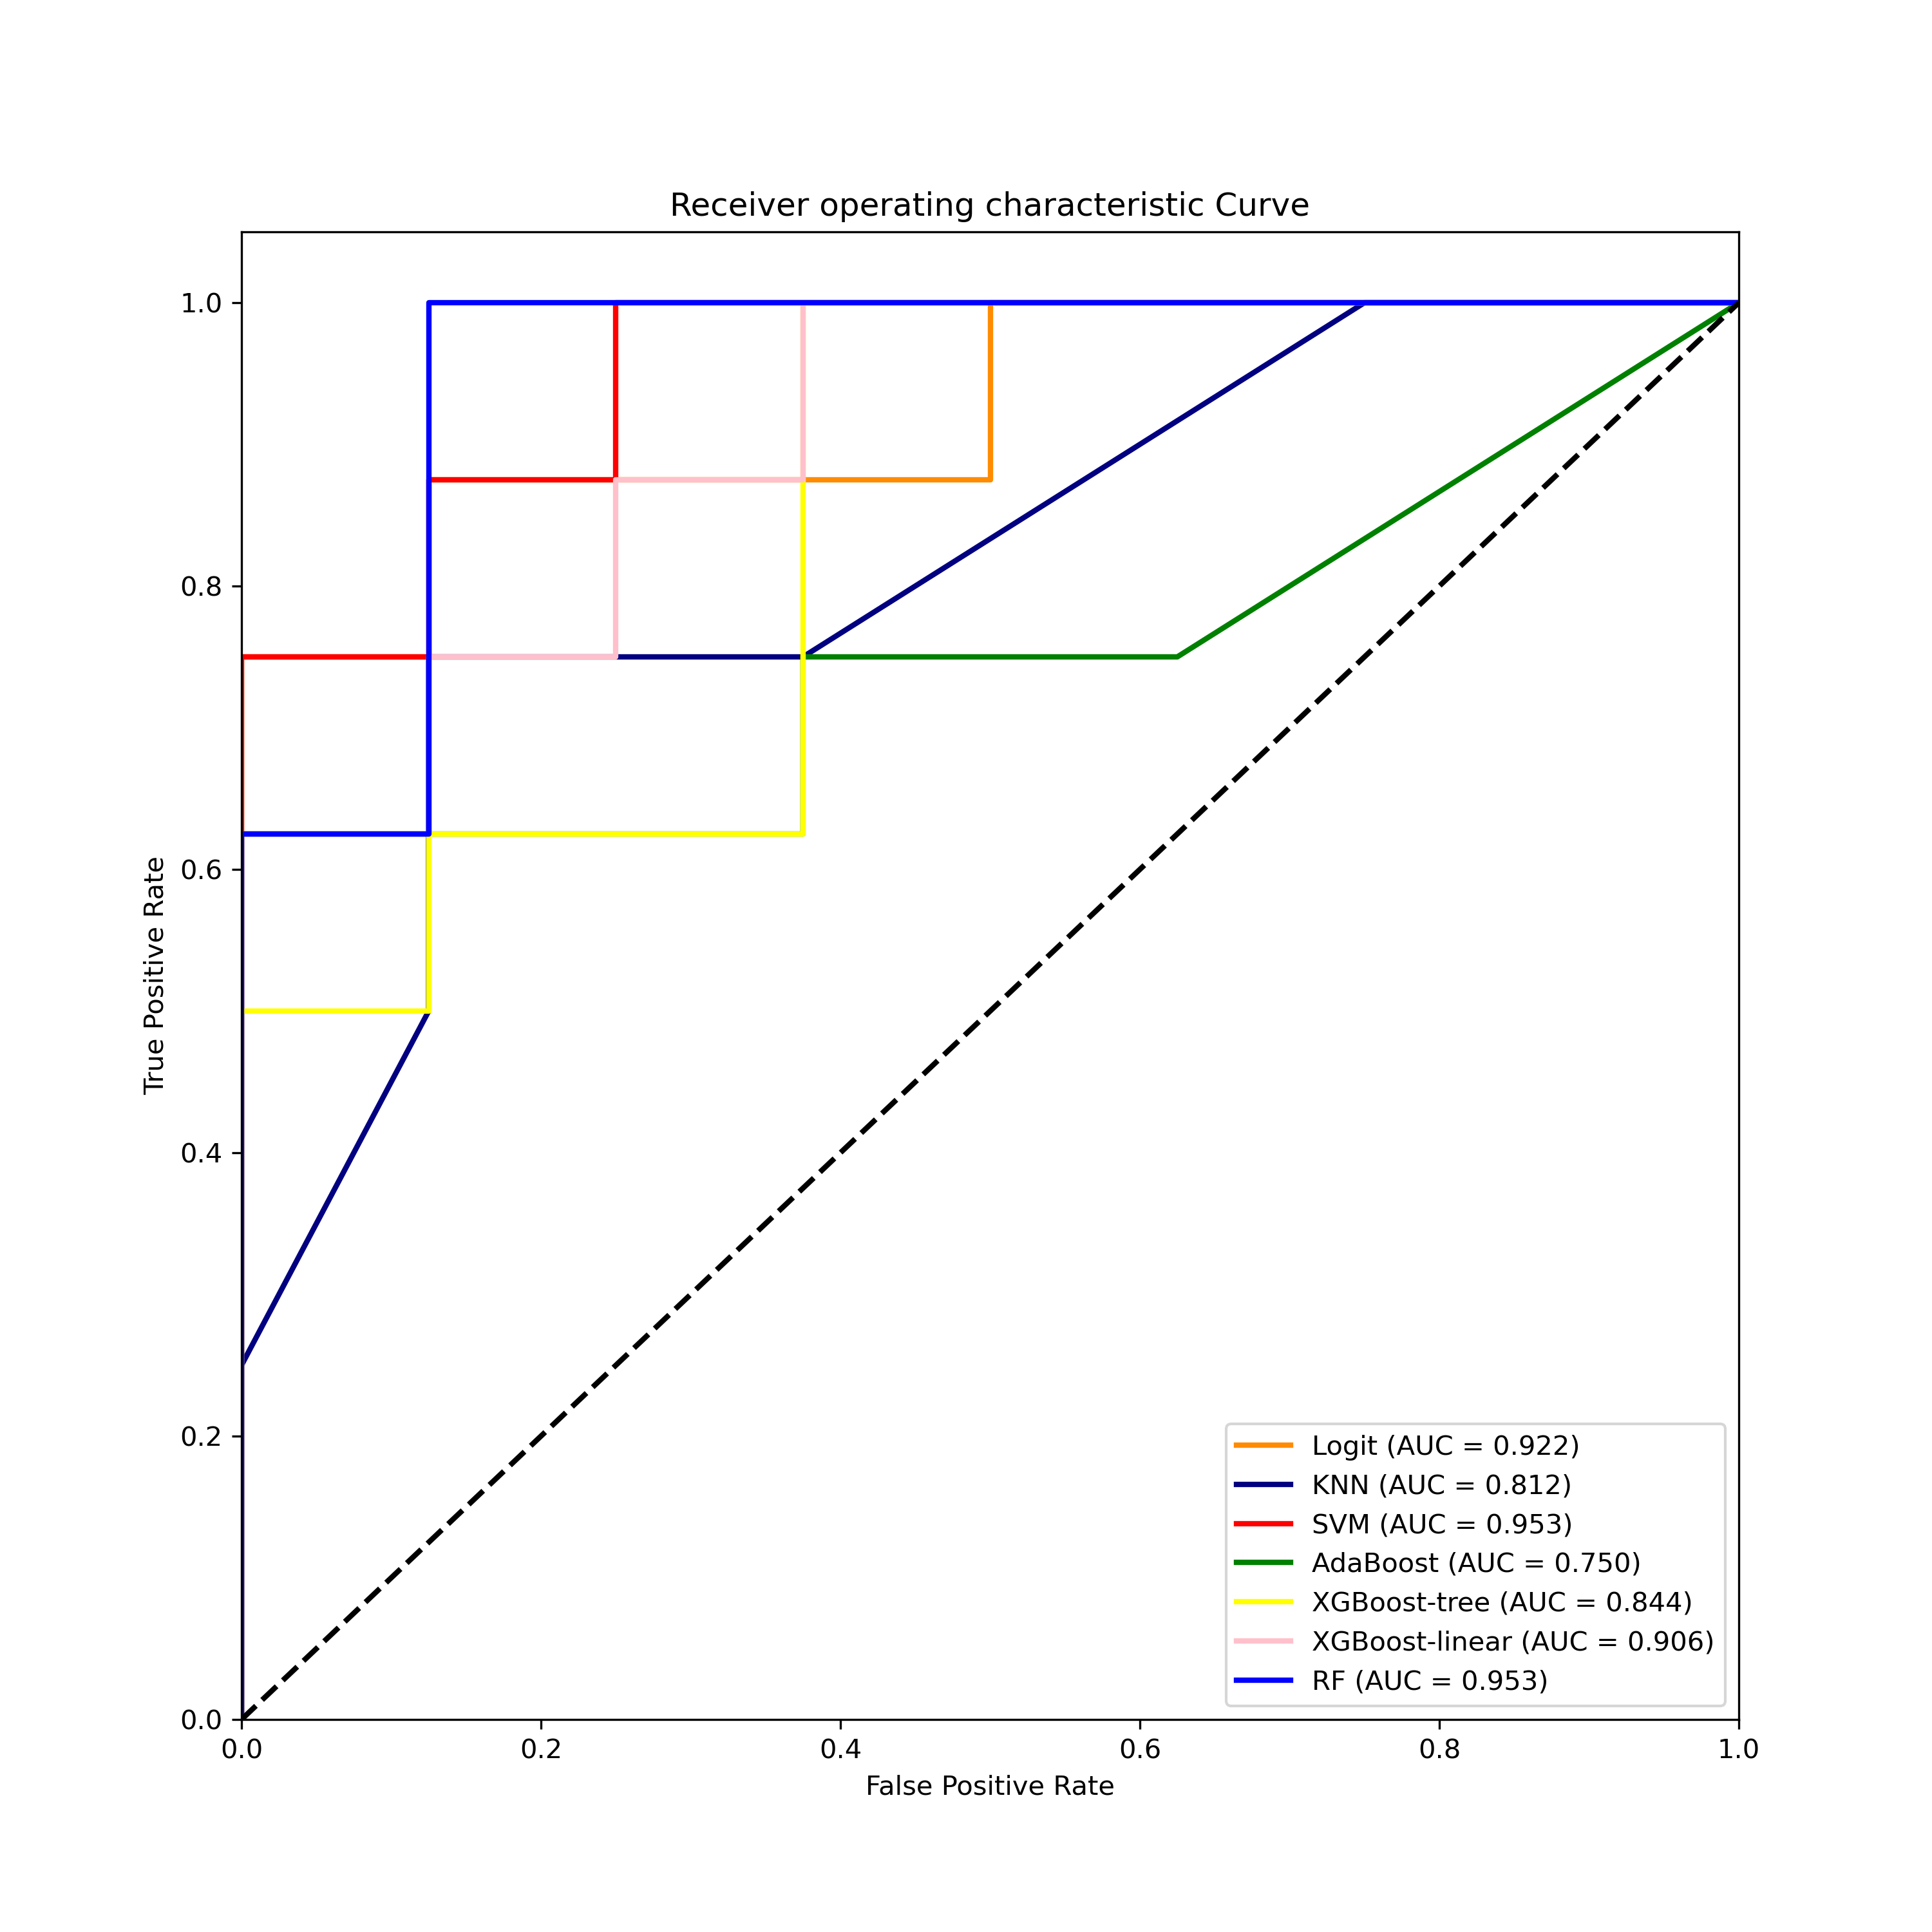 Receiver operating characteristic Curve
1.0
0.8
0.6
0.4
0.2
0.0
True Positive Rate
0.0 0.2 0.4 0.6 0.8 1.0
False Positive Rate
Logit (AUC = 0.922)
KNN (AUC = 0.812)
SVM (AUC = 0.953)
AdaBoost (AUC = 0.750)
XGBoost-tree (AUC = 0.844)
XGBoost-linear (AUC = 0.906)
RF (AUC = 0.953)